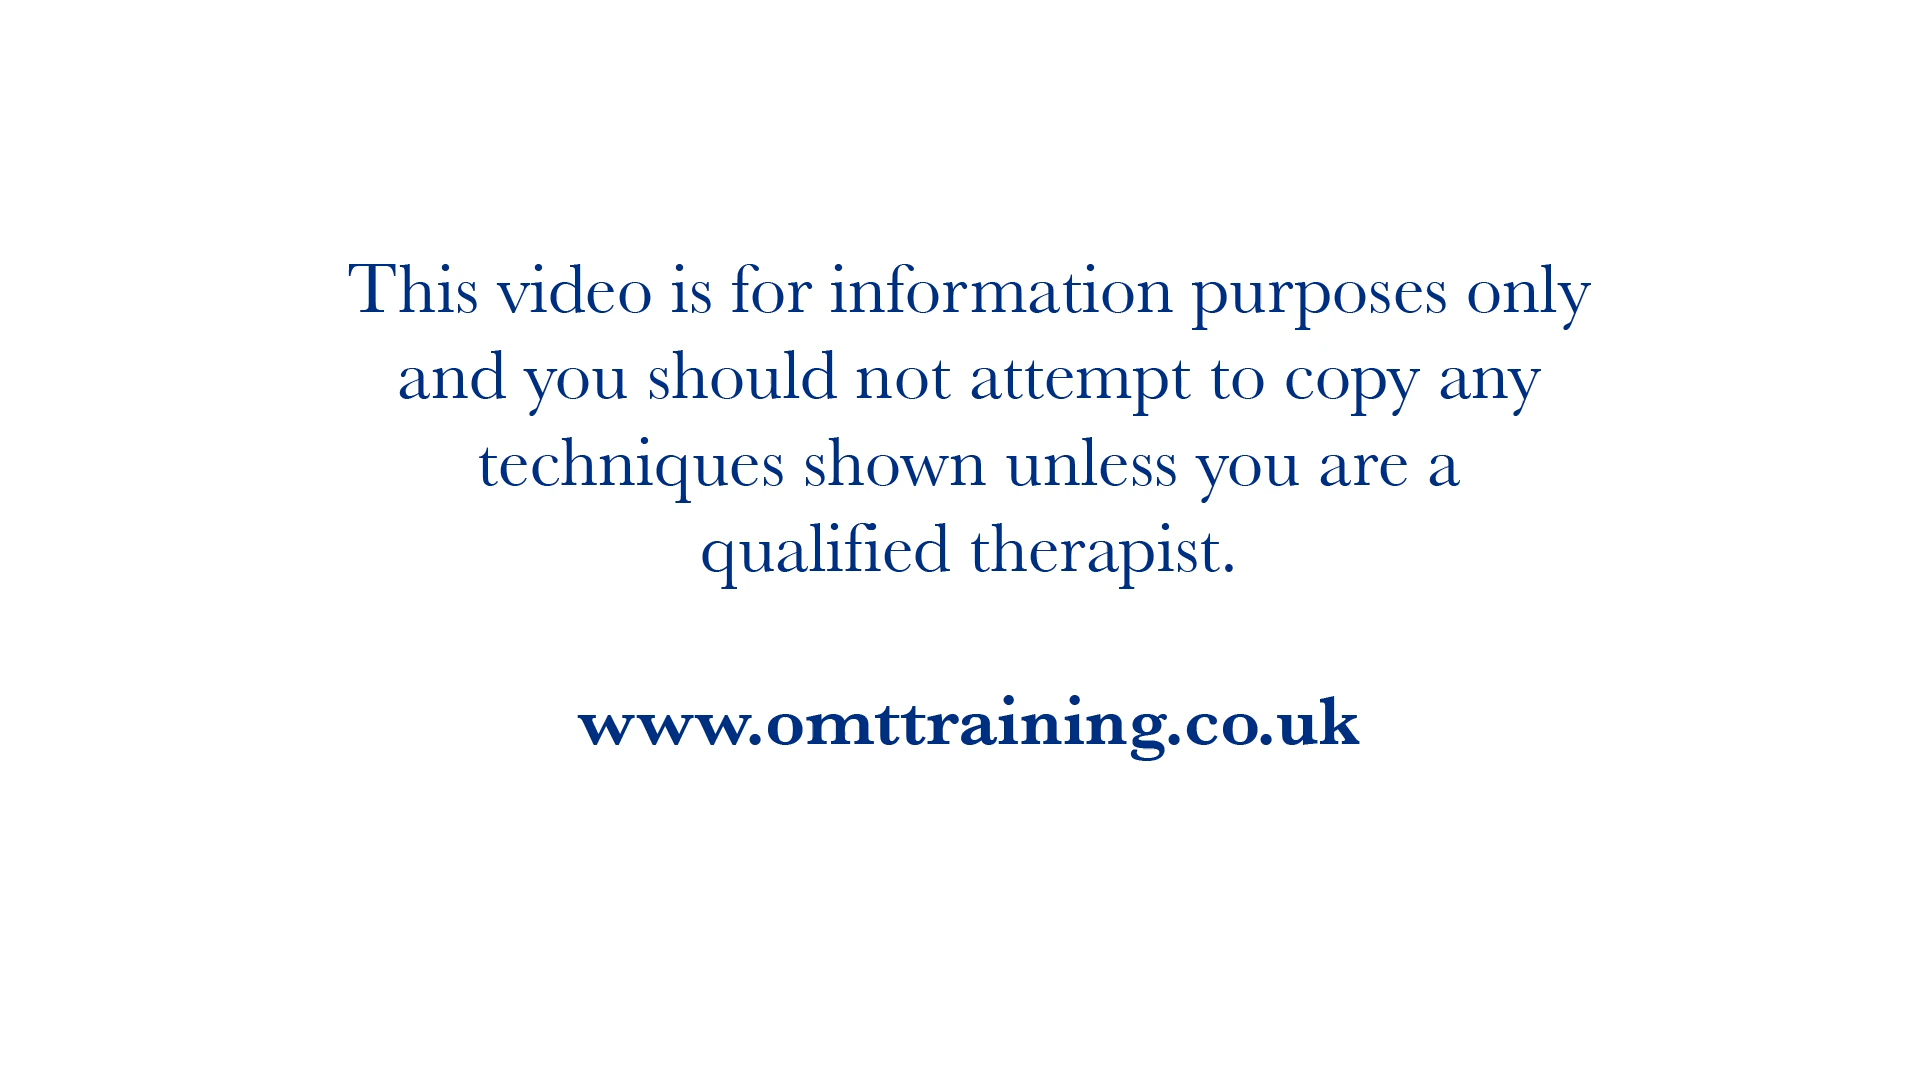 This video is for information purposes only
and you should not attempt to copy any
techniques shown unless you are a
qualified therapist.
www.omttraining.co.uk